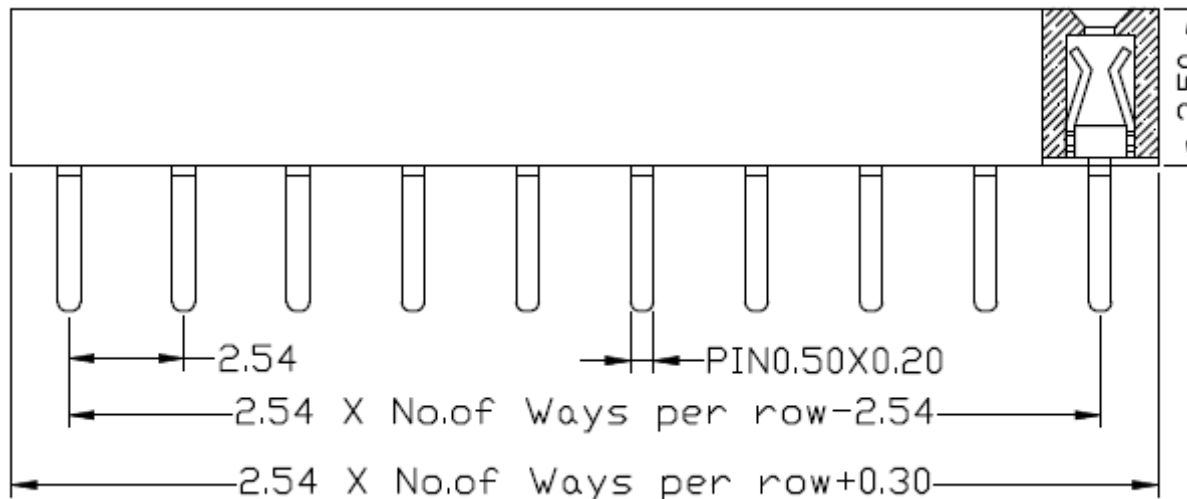 2.54
PIN0.50X0.20
2.54 X No.of Ways per row-2.54
2.54 X No.of Ways per row+0.30